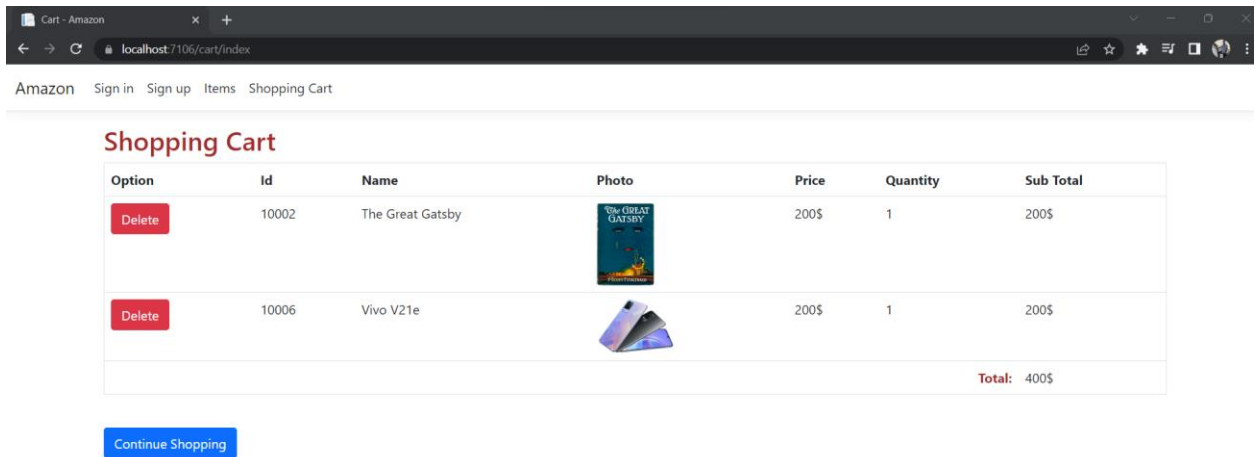 Cart - Amazon
localhost:7106/cart/index
Amazon Sign in Sign up Items Shopping Cart
Shopping Cart
Option Id Name Photo Price Quantity Sub Total
Delete 10002 The Great Gatsby The GREAT GATSBY 200$ 1 200$
Delete 10006 Vivo V21e 200$ 1 200$
Total: 400$
Continue Shopping